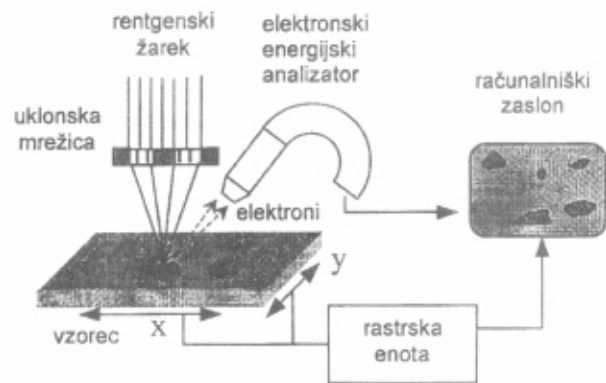 rentgenski
žarek
elektronski
energijski
analizator
računalniški
zaslon
uklonska
mrežica
elektroni
y
x
vzorec
rastrska
enota